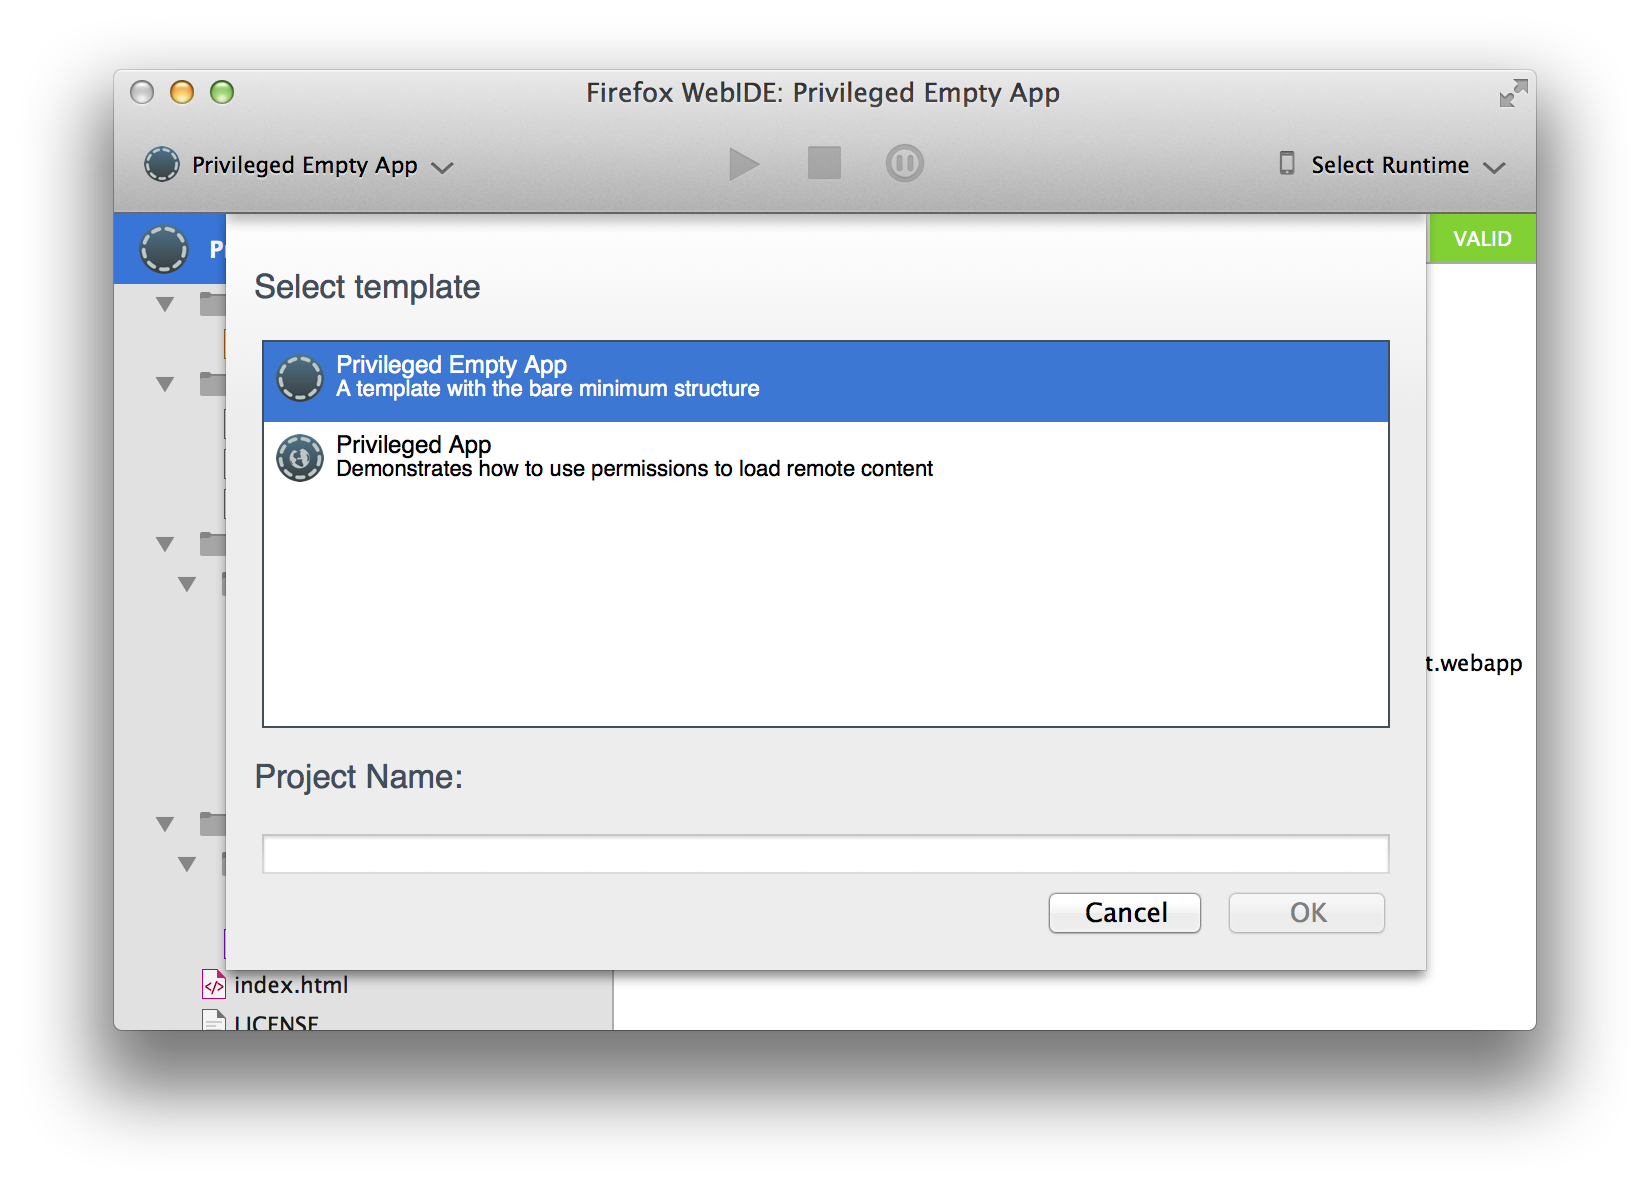 Firefox WebIDE: Privileged Empty App
Privileged Empty App
Select Runtime
VALID
Select template
Privileged Empty App
A template with the bare minimum structure
Privileged App
Demonstrates how to use permissions to load remote content
t.webapp
Project Name:
Cancel
OK
index.html
LICENSE